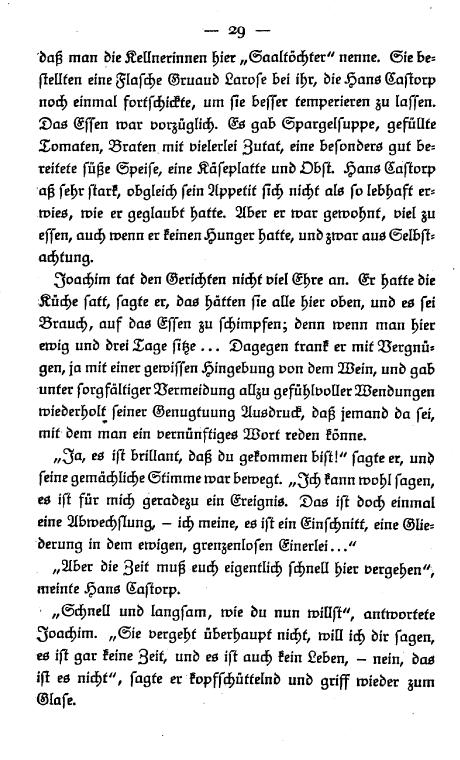 — 29 —
daß man die Kellnerinnen hier „Saaltöchter“ nenne. Sie be-
stellten eine Flasche Gruaud Larose bei ihr, die Hans Castorp
noch einmal fortschickte, um sie besser temperieren zu lassen.
Das Essen war vorzüglich. Es gab Spargelsuppe, gefüllte
Tomaten, Braten mit vielerlei Zutat, eine besonders gut be-
reitete süße Speise, eine Käseplatte und Obst. Hans Castorp
aß sehr stark, obgleich sein Appetit sich nicht als so lebhaft er-
wies, wie er geglaubt hatte. Aber er war gewohnt, viel zu
essen, auch wenn er keinen Hunger hatte, und zwar aus Selbst-
achtung.
Joachim tat den Gerichten nicht viel Ehre an. Er hatte die
Küche satt, sagte er, das hätten sie alle hier oben, und es sei
Brauch, auf das Essen zu schimpfen; denn wenn man hier
ewig und drei Tage sitze ... Dagegen trank er mit Vergnü-
gen, ja mit einer gewissen Hingebung von dem Wein, und gab
unter sorgfältiger Vermeidung allzu gefühlvoller Wendungen
wiederholt seiner Genugtuung Ausdruck, daß jemand da sei,
mit dem man ein vernünftiges Wort reden könne.
„Ja, es ist brillant, daß du gekommen bist!“ sagte er, und
seine gemächliche Stimme war bewegt. „Ich kann wohl sagen,
es ist für mich geradezu ein Ereignis. Das ist doch einmal
eine Abwechslung, – ich meine, es ist ein Einschnitt, eine Glie-
derung in dem ewigen, grenzenlosen Einerlei ...“
„Aber die Zeit muß euch eigentlich schnell hier vergehen“,
meinte Hans Castorp.
„Schnell und langsam, wie du nun willst“, antwortete
Joachim. „Sie vergeht überhaupt nicht, will ich dir sagen,
es ist gar keine Zeit, und es ist auch kein Leben, – nein, das
ist es nicht“, sagte er kopfschüttelnd und griff wieder zum
Glase.